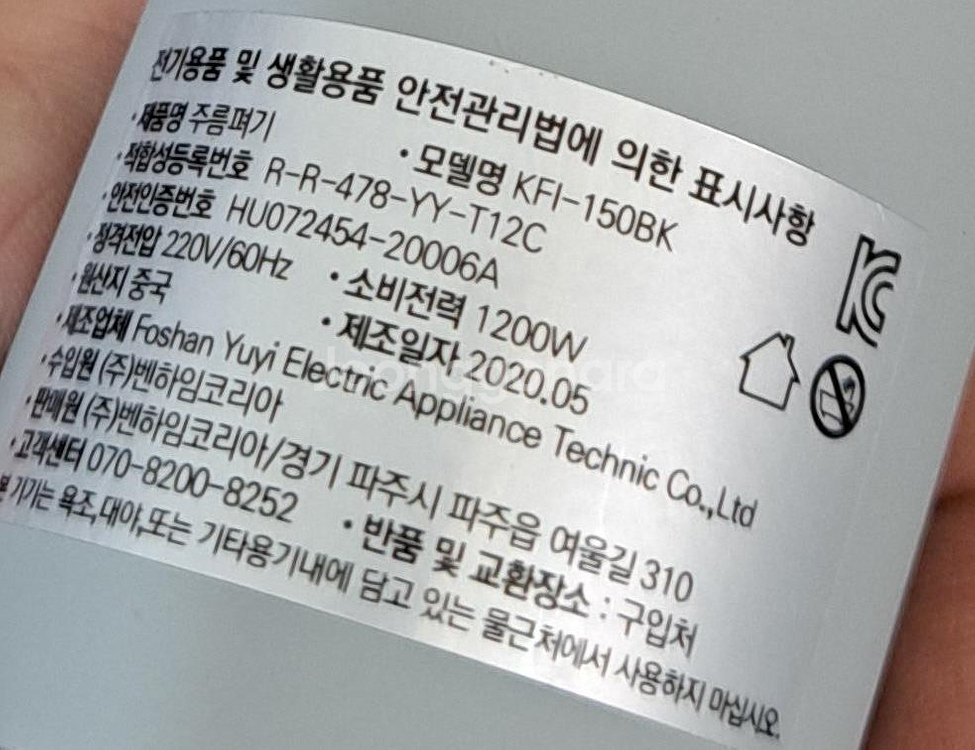 전기용품 및 생활용품 안전관리법에 의한 표시사항
· 제품명 주름펴기 · 모델명 KFI-150BK
· 적합성등록번호 R-R-478-YY-T12C
· 안전인증번호 HU072454-20006A
· 정격전압 220V/60Hz · 소비전력 1200W
· 원산지 중국 · 제조일자 2020.05
· 제조업체 Foshan Yuyi Electric Appliance Technic Co.,Ltd
· 수입원 (주)벤하임코리아
· 판매원 (주)벤하임코리아/경기 파주시 파주읍 여울길 310
· 고객센터 070-8200-8252 · 반품 및 교환장소 : 구입처
본 기기는 욕조,대야,또는 기타용기내에 담고 있는 물근처에서 사용하지 마십시오.